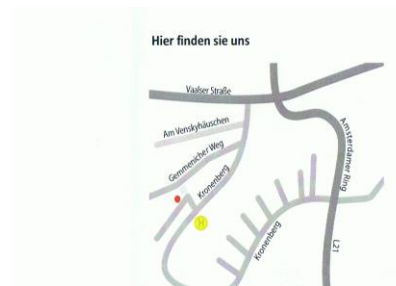 Hier finden sie uns
Vaalser Straße
Am Venskyhäuschen
Gemmenicher Weg
Kronenberg
Amsterdamer Ring
H
Kronenberg
L21